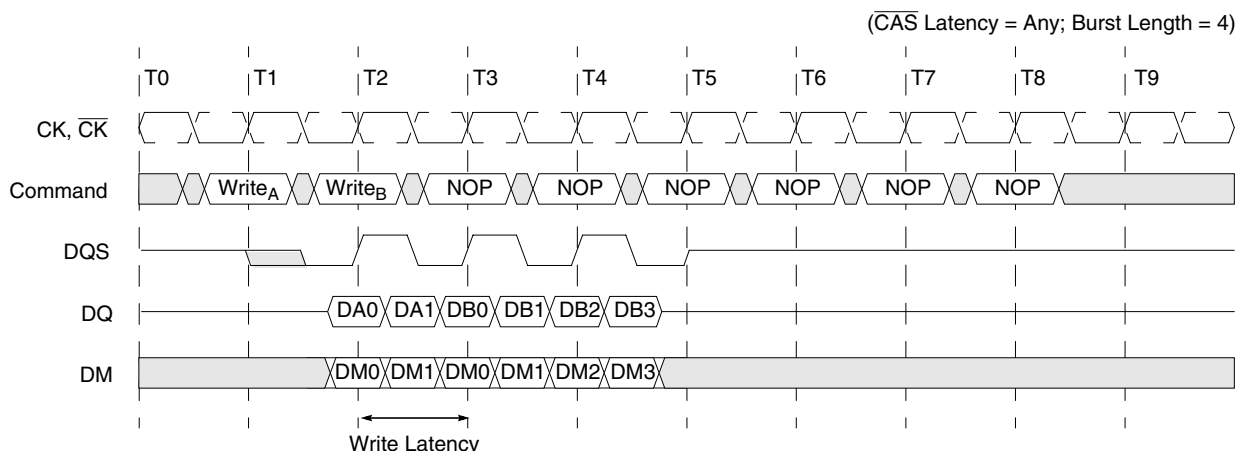 (CAS Latency = Any; Burst Length = 4)
T0 T1 T2 T3 T4 T5 T6 T7 T8 T9
CK, CK
Command WriteA WriteB NOP NOP NOP NOP NOP NOP
DQS
DQ DA0 DA1 DB0 DB1 DB2 DB3
DM DM0 DM1 DM0 DM1 DM2 DM3
Write Latency